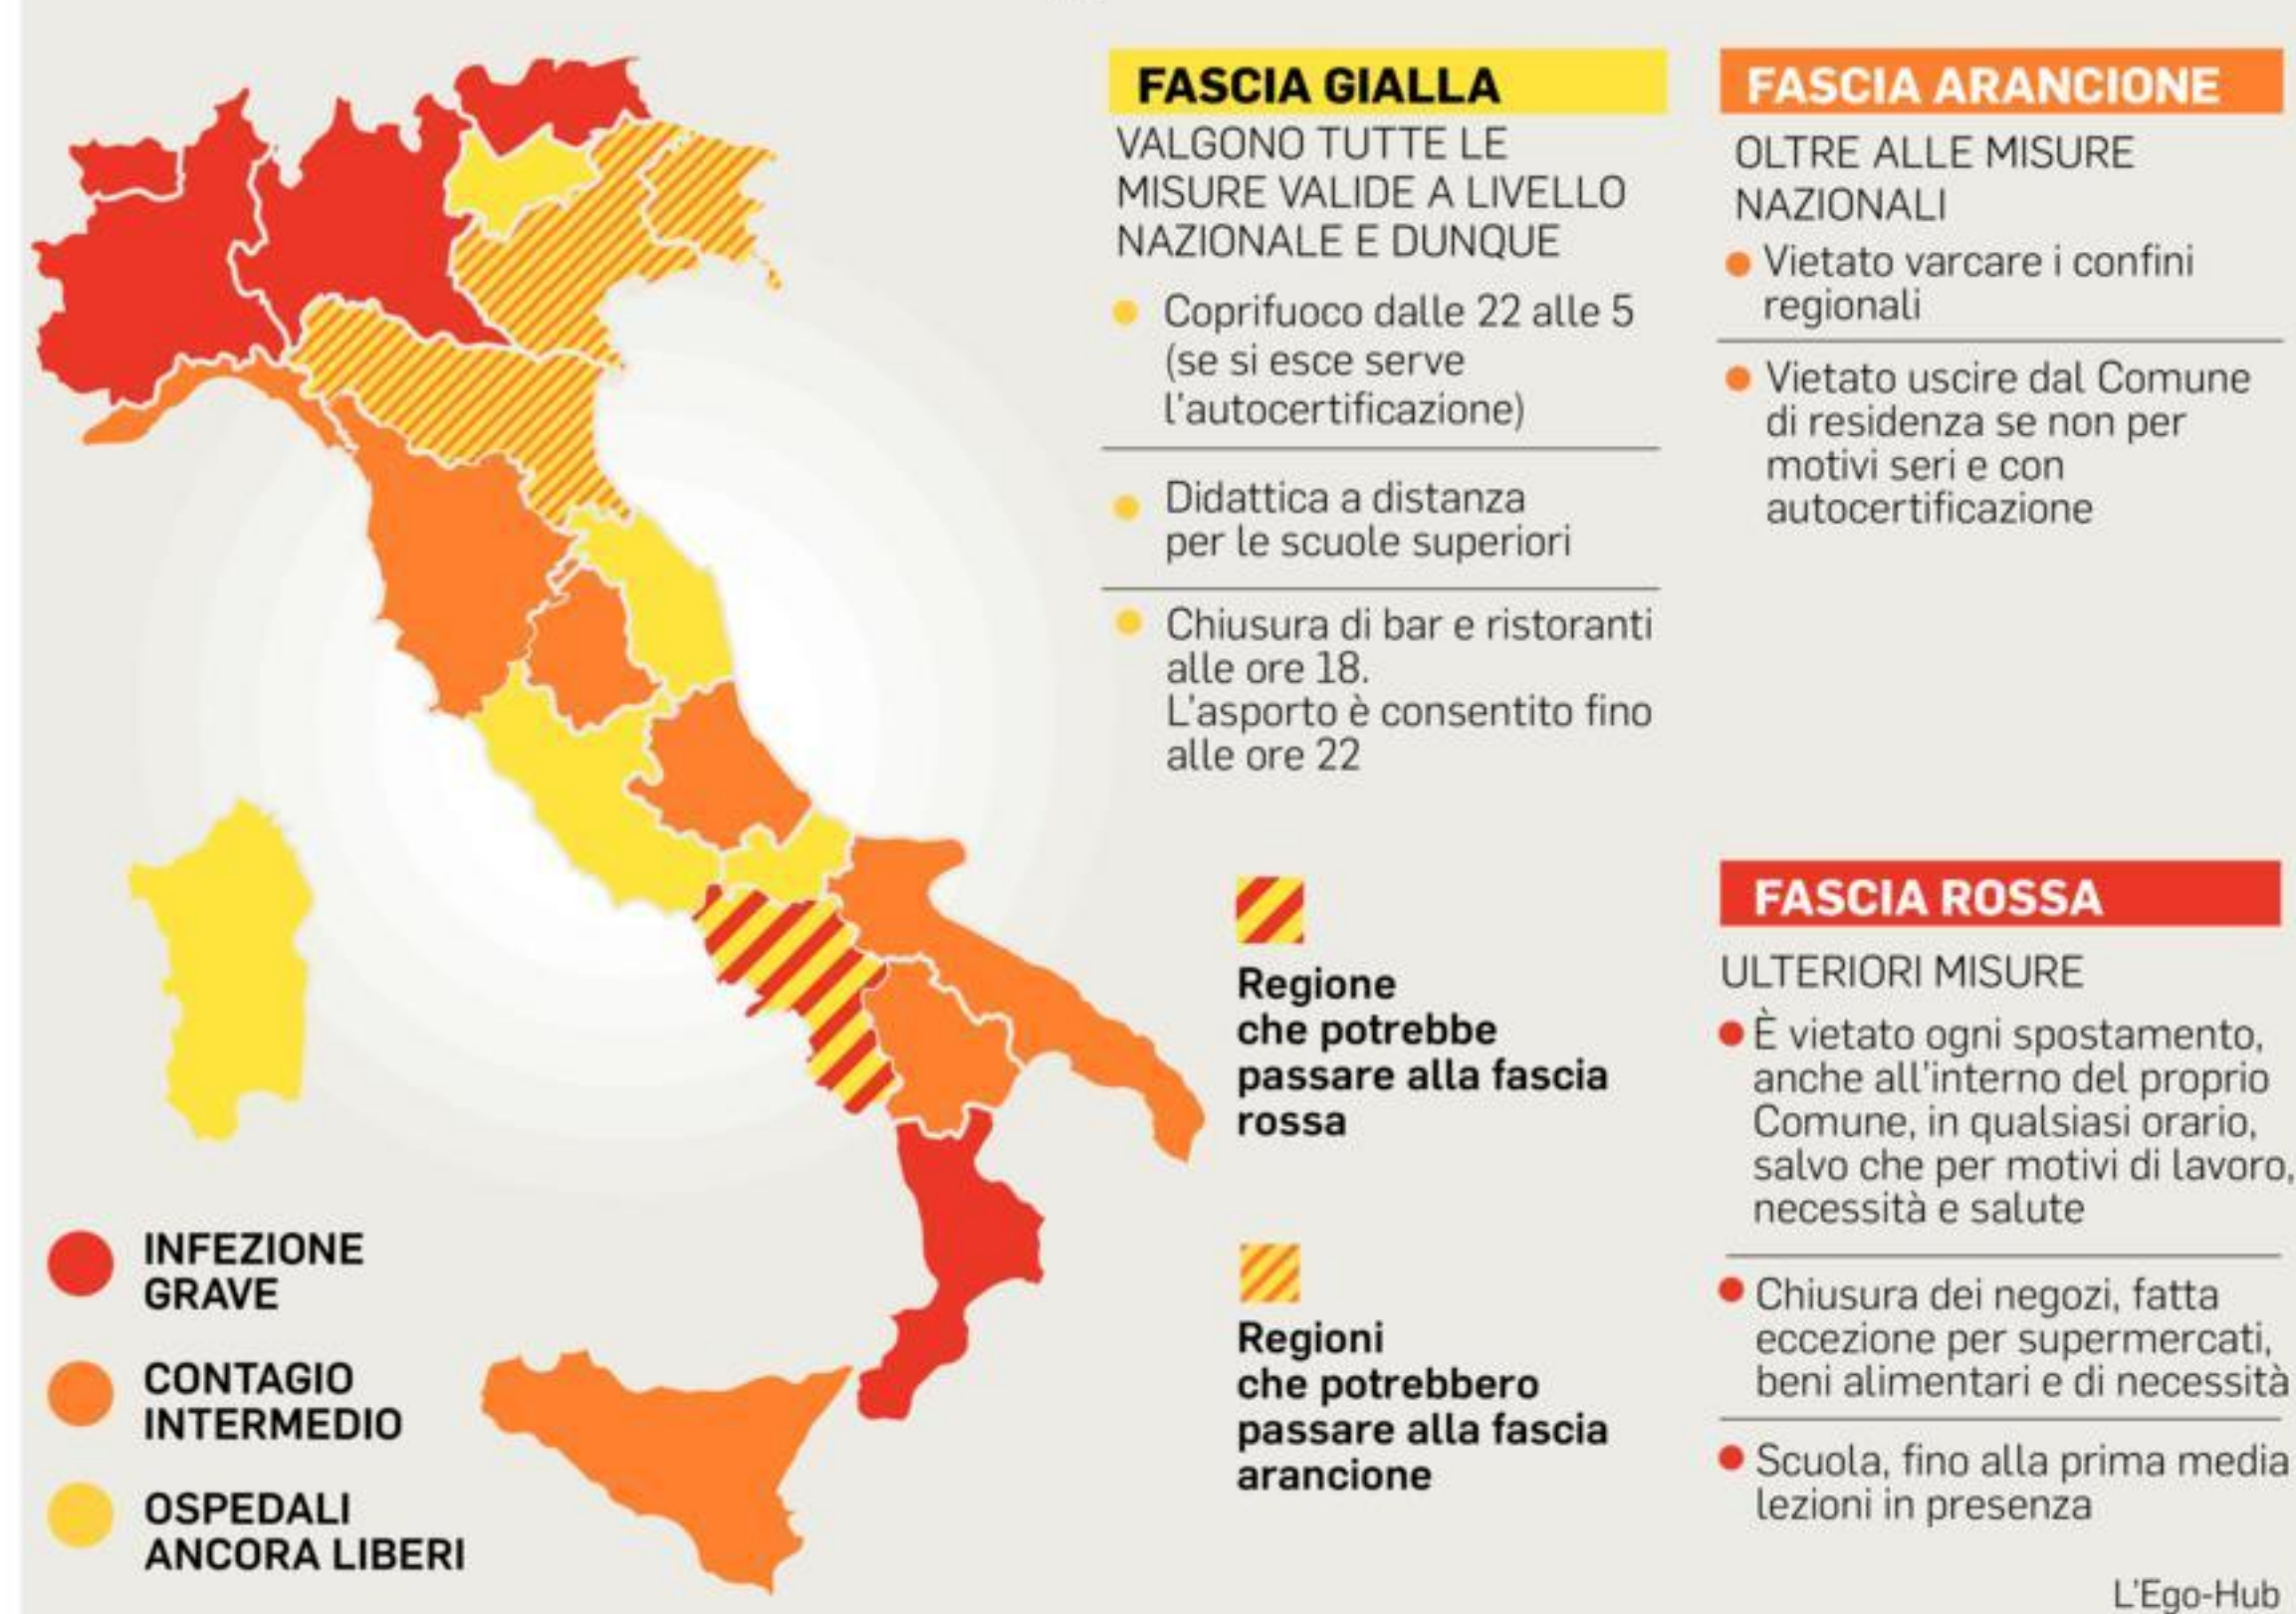 FASCIA GIALLA
VALGONO TUTTE LE
MISURE VALIDE A LIVELLO
NAZIONALE E DUNQUE
Coprifuoco dalle 22 alle 5
(se si esce serve
l'autocertificazione)
Didattica a distanza
per le scuole superiori
Chiusura di bar e ristoranti
alle ore 18.
L'asporto è consentito fino
alle ore 22
FASCIA ARANCIONE
OLTRE ALLE MISURE
NAZIONALI
Vietato varcare i confini
regionali
Vietato uscire dal Comune
di residenza se non per
motivi seri e con
autocertificazione
Regione
che potrebbe
passare alla fascia
rossa
Regioni
che potrebbero
passare alla fascia
arancione
FASCIA ROSSA
ULTERIORI MISURE
È vietato ogni spostamento,
anche all'interno del proprio
Comune, in qualsiasi orario,
salvo che per motivi di lavoro,
necessità e salute
Chiusura dei negozi, fatta
eccezione per supermercati,
beni alimentari e di necessità
Scuola, fino alla prima media
lezioni in presenza
INFEZIONE
GRAVE
CONTAGIO
INTERMEDIO
OSPEDALI
ANCORA LIBERI
L'Ego-Hub